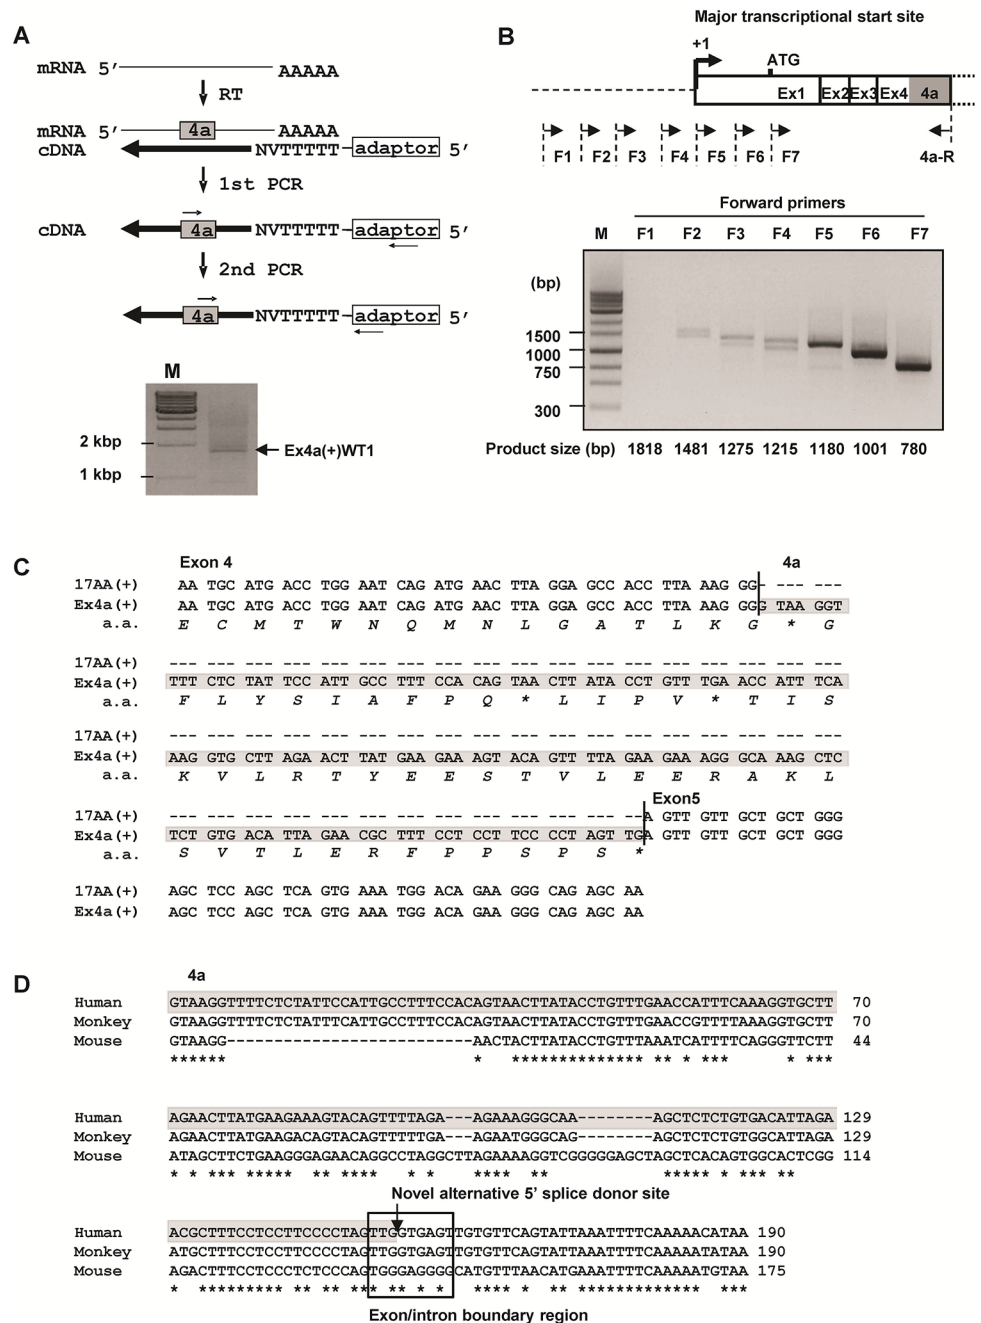 A
mRNA 5' AAAAA
RT
mRNA 5' 4a AAAAA
cDNA NVTTTTT adaptor 5'
1st PCR
cDNA 4a NVTTTTT adaptor 5'
2nd PCR
4a NVTTTTT adaptor 5'
M
2 kbp
Ex4a(+)WT1
1 kbp
B
Major transcriptional start site
+1
ATG
Ex1 Ex2 Ex3 Ex4 4a
F1 F2 F3 F4 F5 F6 F7 4a-R
Forward primers
M F1 F2 F3 F4 F5 F6 F7
(bp)
1500
1000
750
300
Product size (bp) 1818 1481 1275 1215 1180 1001 780
C
Exon 4 4a
17AA(+) AA TGC ATG ACC TGG AAT CAG ATG AAC TTA GGA GCC ACC TTA AAG GG- --- ---
Ex4a(+) AA TGC ATG ACC TGG AAT CAG ATG AAC TTA GGA GCC ACC TTA AAG GGG TAA GGT
a.a. E C M T W N Q M N L G A T L K G * G
17AA(+) --- --- --- --- --- --- --- --- --- --- --- --- --- --- --- --- --- ---
Ex4a(+) TTT CTC TAT TCC ATT GCC TTT CCA CAG TAA CTT ATA CCT GTT TGA ACC ATT TCA
a.a. F L Y S I A F P Q * L I P V * T I S
17AA(+) --- --- --- --- --- --- --- --- --- --- --- --- --- --- --- --- --- ---
Ex4a(+) AAG GTG CTT AGA ACT TAT GAA GAA AGT ACA GTT TTA GAA GAA AGG GCA AAG CTC
a.a. K V L R T Y E E S T V L E E R A K L
Exon5
17AA(+) --- --- --- --- --- --- --- --- --- --- --- --- --A GTT GTT GCT GCT GGG
Ex4a(+) TCT GTG ACA TTA GAA CGC TTT CCT CCT TCC CCT AGT TGA GTT GTT GCT GCT GGG
a.a. S V T L E R F P P S P S *
17AA(+) AGC TCC AGC TCA GTG AAA TGG ACA GAA GGG CAG AGC AA
Ex4a(+) AGC TCC AGC TCA GTG AAA TGG ACA GAA GGG CAG AGC AA
D
4a
Human GTAAGGTTTTCTCTATTCCATTGCCTTTCCACAGTAACTTATACCTGTTTGAACCATTTCAAAGGTGCTT 70
Monkey GTAAGGTTTTCTCTATTTCATTGCCTTTCCACAGTAACTTATACCTGTTTGAACCGTTTTAAAGGTGCTT 70
Mouse GTAAGG--------------------------AACTACTTATACCTGTTTAAATCATTTTCAGGGTTCTT 44
****** * ************** ** * *** * ***
Human AGAACTTATGAAGAAAGTACAGTTTTAGA---AGAAAGGGCAA--------AGCTCTCTGTGACATTAGA 129
Monkey AGAACTTATGAAGACAGTACAGTTTTTGA---AGAATGGGCAG--------AGCTCTCTGTGGCATTAGA 129
Mouse ATAGCTTCTGAAGGGAGAACAGGCCTAGGCTTAGAAAAGGTCGGGGGAGCTAGCTCACAGTGGCACTCGG 114
* * *** ***** ** **** * * **** ** ***** * *** ** **
Novel alternative 5' splice donor site
Human ACGCTTTCCTCCTTCCCCTAGTTGGTGAGTTGTGTTCAGTATTAAATTTTCAAAAACATAA 190
Monkey ATGCTTTCCTCCTTCCCCTAGTTGGTGAGTTGTGTTCAGTATTAAATTTTCAAAAATATAA 190
Mouse AGACTTTCCTCCCTCTCCCAGTGGGAGGGGCATGTTTAACATGAAATTTTCAAAAATGTAA 175
* ********* ** ** *** ** * * **** * ** ************* ***
Exon/intron boundary region